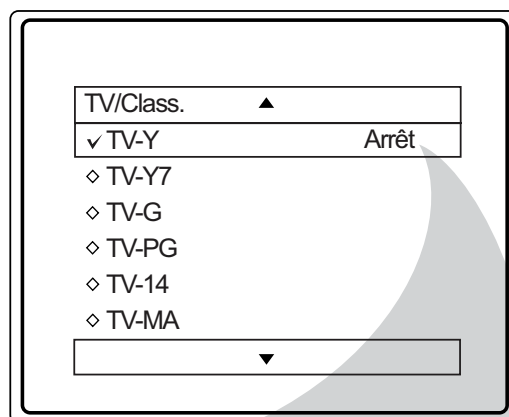 TV/Class.
TV-Y Arrêt
TV-Y7
TV-G
TV-PG
TV-14
TV-MA